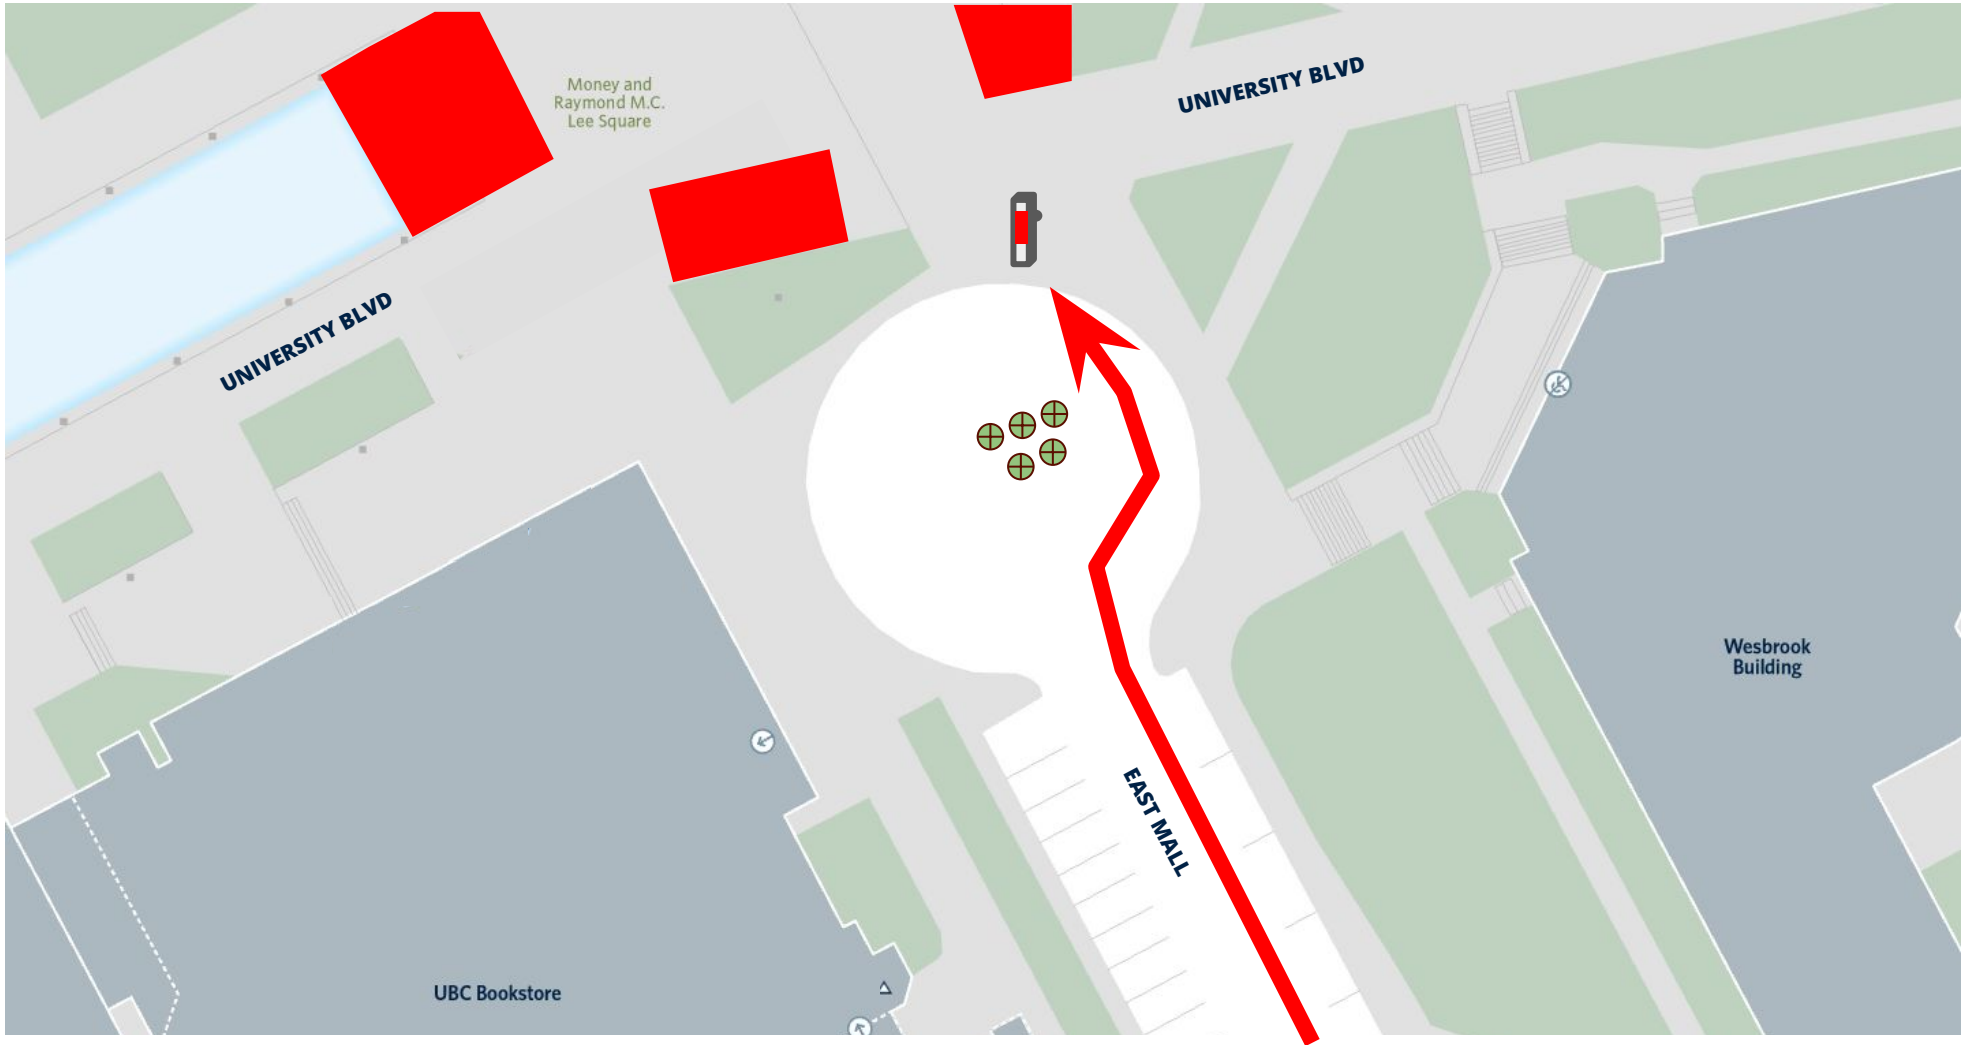 Money and
Raymond M.C.
Lee Square
UNIVERSITY BLVD
UNIVERSITY BLVD
Wesbrook
Building
EAST MALL
UBC Bookstore